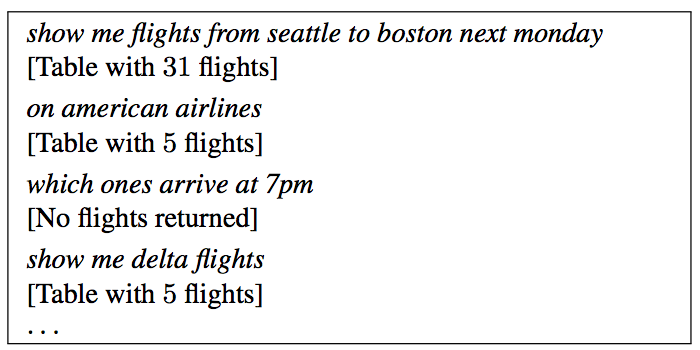 show me flights from seattle to boston next monday
[Table with 31 flights]
on american airlines
[Table with 5 flights]
which ones arrive at 7pm
[No flights returned]
show me delta flights
[Table with 5 flights]
. . .